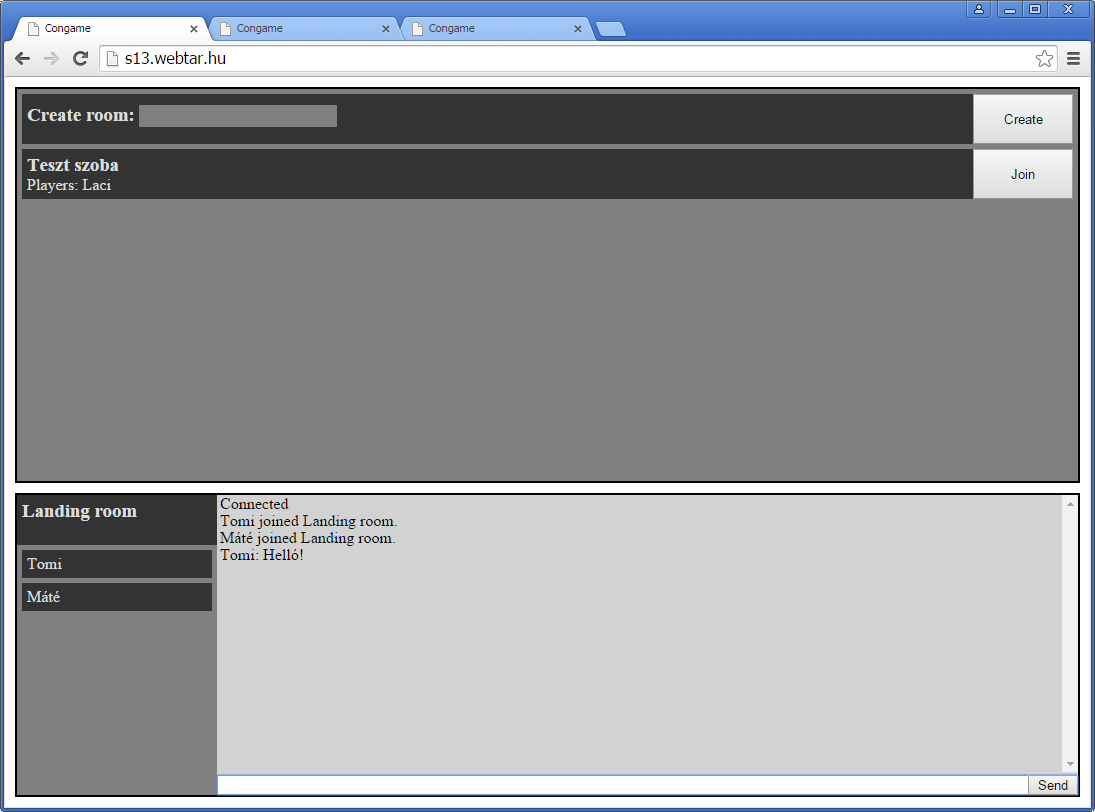 Congame
Congame
Congame
s13.webtar.hu
Create room:
Create
Teszt szoba
Players: Laci
Join
Landing room
Tomi
Máté
Connected
Tomi joined Landing room.
Máté joined Landing room.
Tomi: Helló!
Send